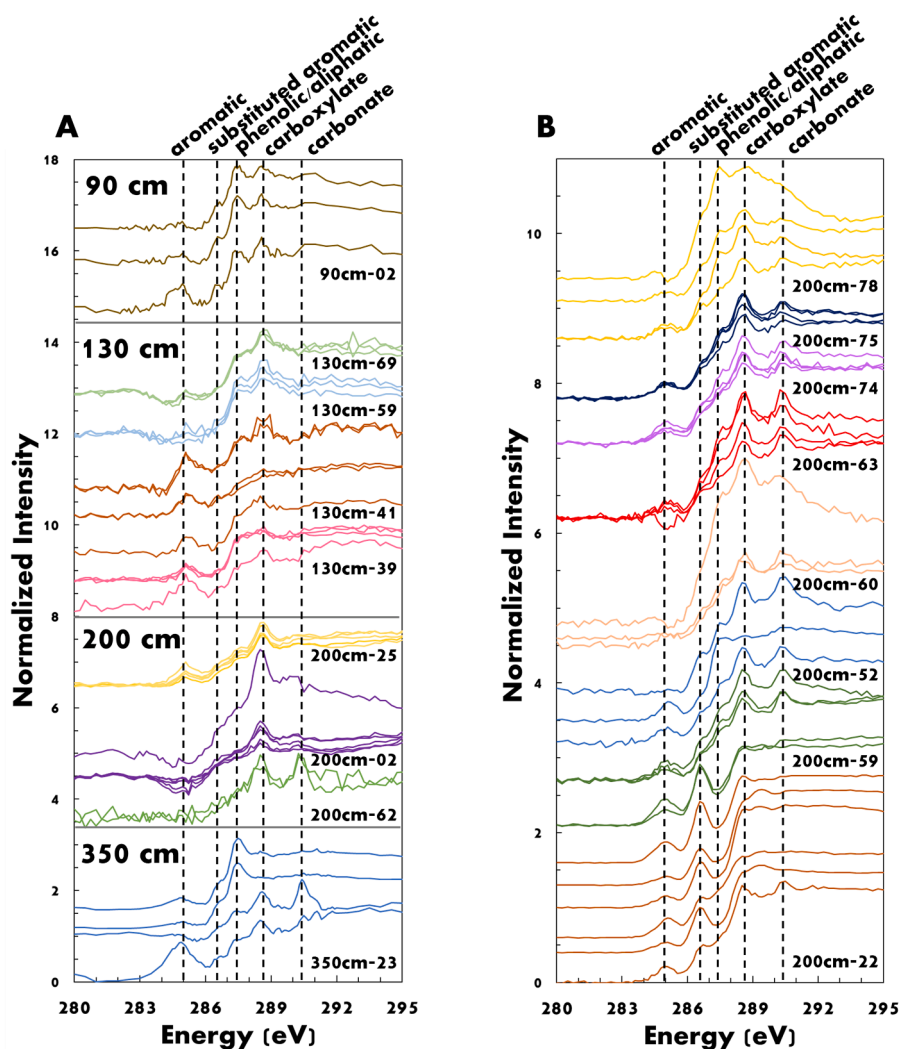 A
aromatic
substituted aromatic
phenolic/aliphatic
carboxylate
carbonate
18
16
14
12
10
8
6
4
2
0
90 cm
90cm-02
130 cm
130cm-69
130cm-59
130cm-41
130cm-39
200 cm
200cm-25
200cm-02
200cm-62
350 cm
350cm-23
Normalized Intensity
280 283 286 289 292 295
Energy (eV)
B
aromatic
substituted aromatic
phenolic/aliphatic
carboxylate
carbonate
10
8
6
4
2
0
200cm-78
200cm-75
200cm-74
200cm-63
200cm-60
200cm-52
200cm-59
200cm-22
Normalized Intensity
280 283 286 289 292 295
Energy (eV)